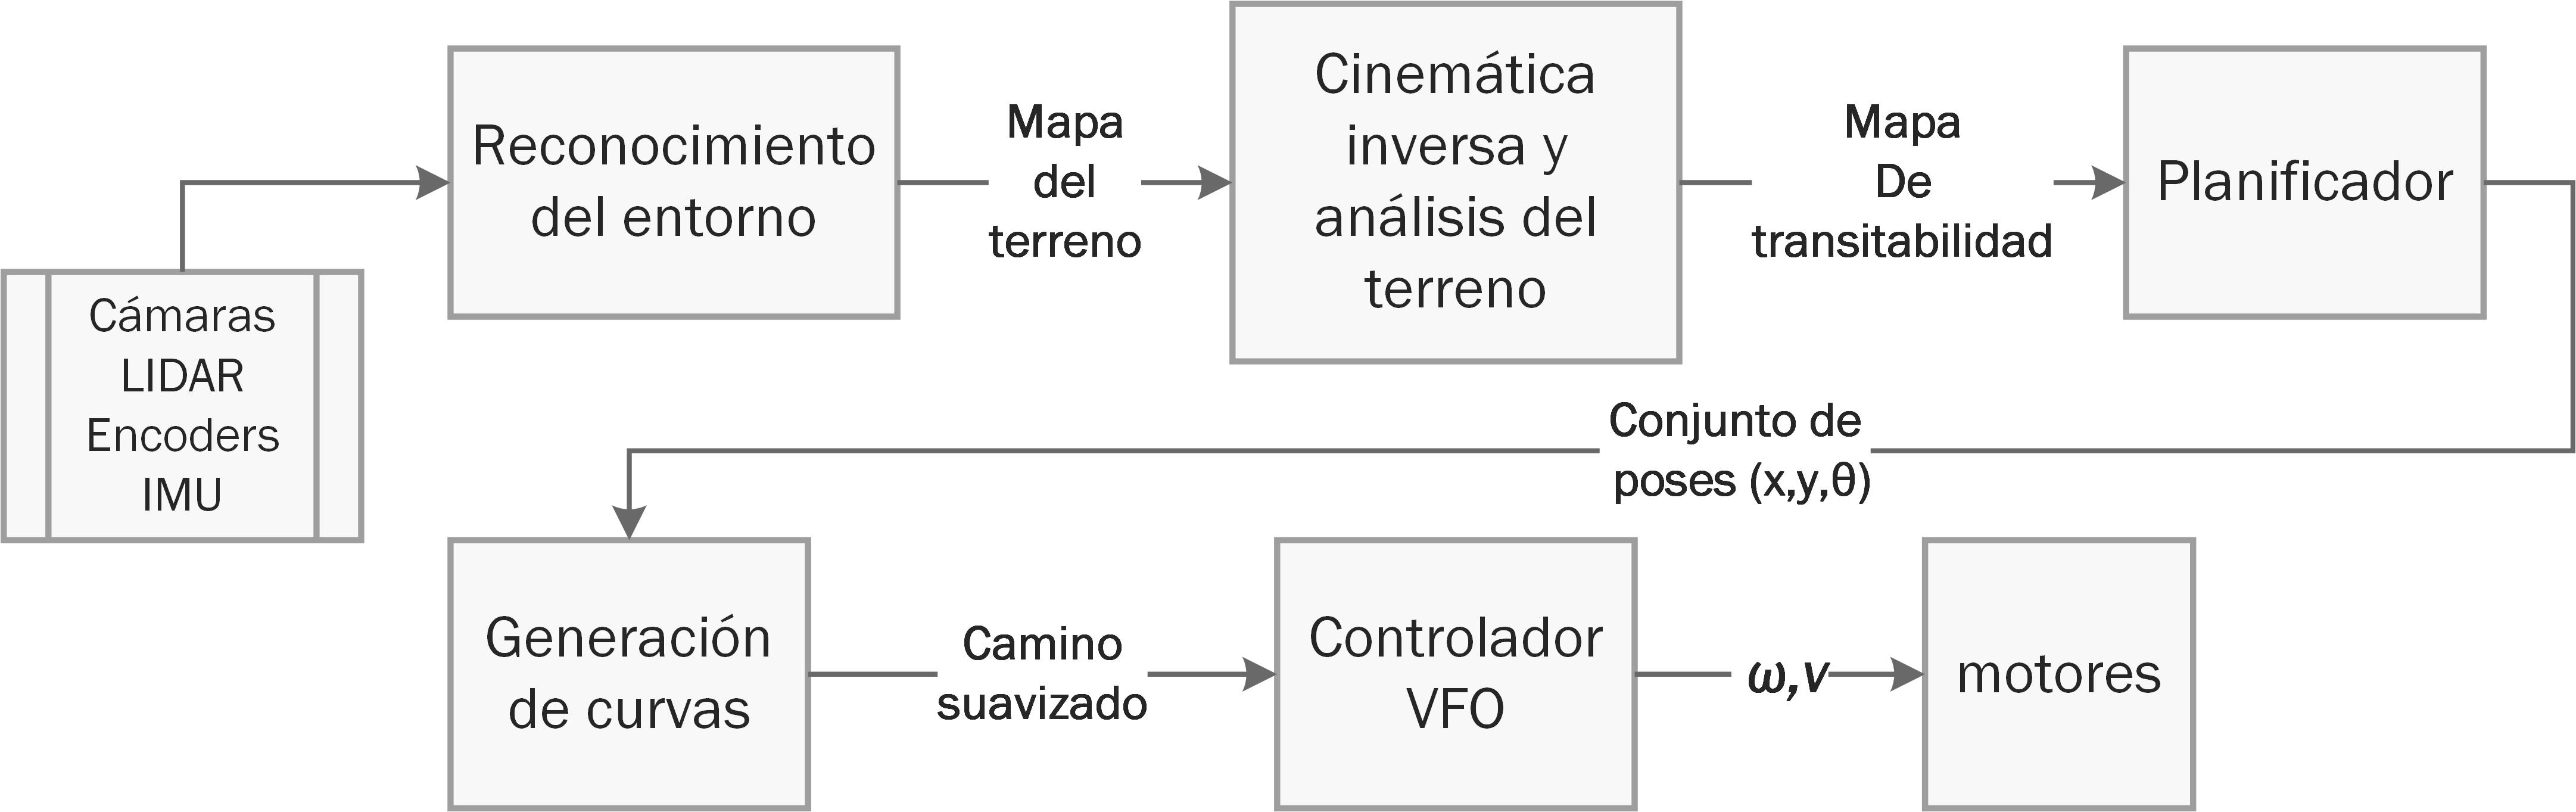 Cámaras
LIDAR
Encoders
IMU
Reconocimiento
del entorno
Mapa
del
terreno
Cinemática
inversa y
análisis del
terreno
Mapa
De
transitabilidad
Planificador
Conjunto de
poses (x,y,θ)
Generación
de curvas
Camino
suavizado
Controlador
VFO
ω,v
motores